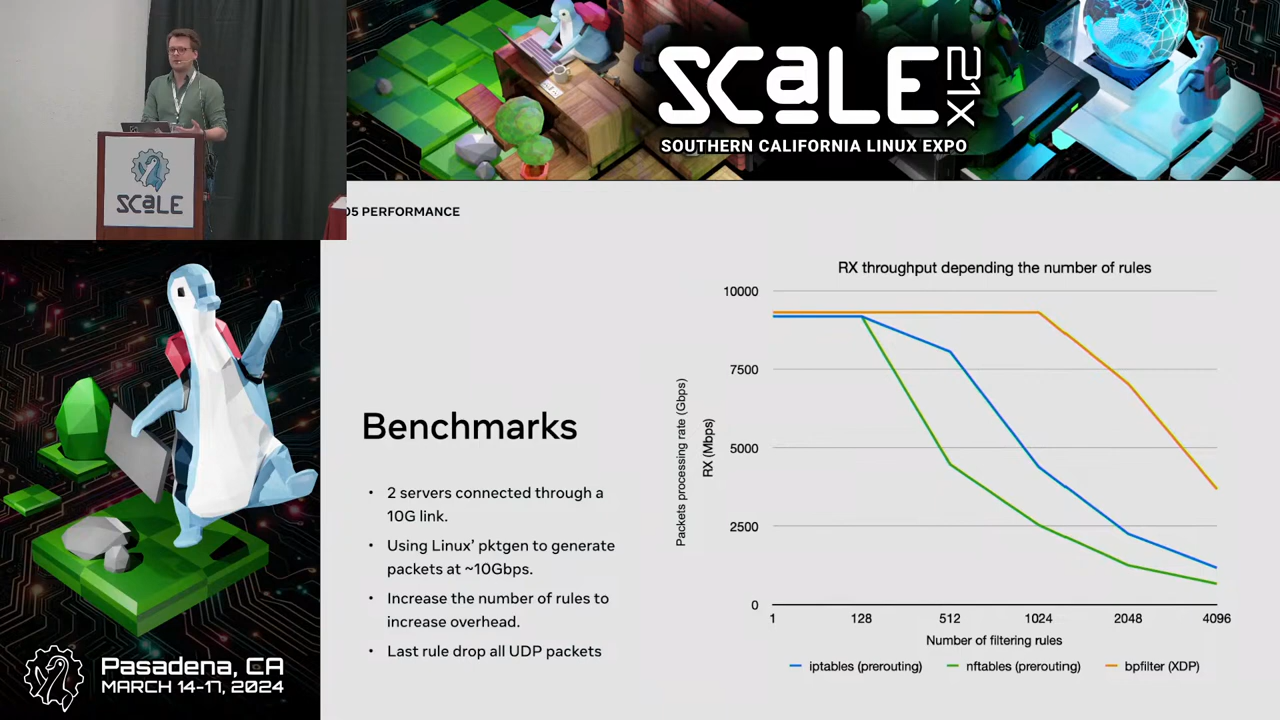 SCaLE 21X
SOUTHERN CALIFORNIA LINUX EXPO
SCaLE
05 PERFORMANCE
Benchmarks
• 2 servers connected through a
10G link.
• Using Linux’ pktgen to generate
packets at ~10Gbps.
• Increase the number of rules to
increase overhead.
• Last rule drop all UDP packets
RX throughput depending the number of rules
Packets processing rate (Gbps)
RX (Mbps)
10000
7500
5000
2500
0
1 128 512 1024 2048 4096
Number of filtering rules
iptables (prerouting) nftables (prerouting) bpfilter (XDP)
Pasadena, CA
MARCH 14-17, 2024